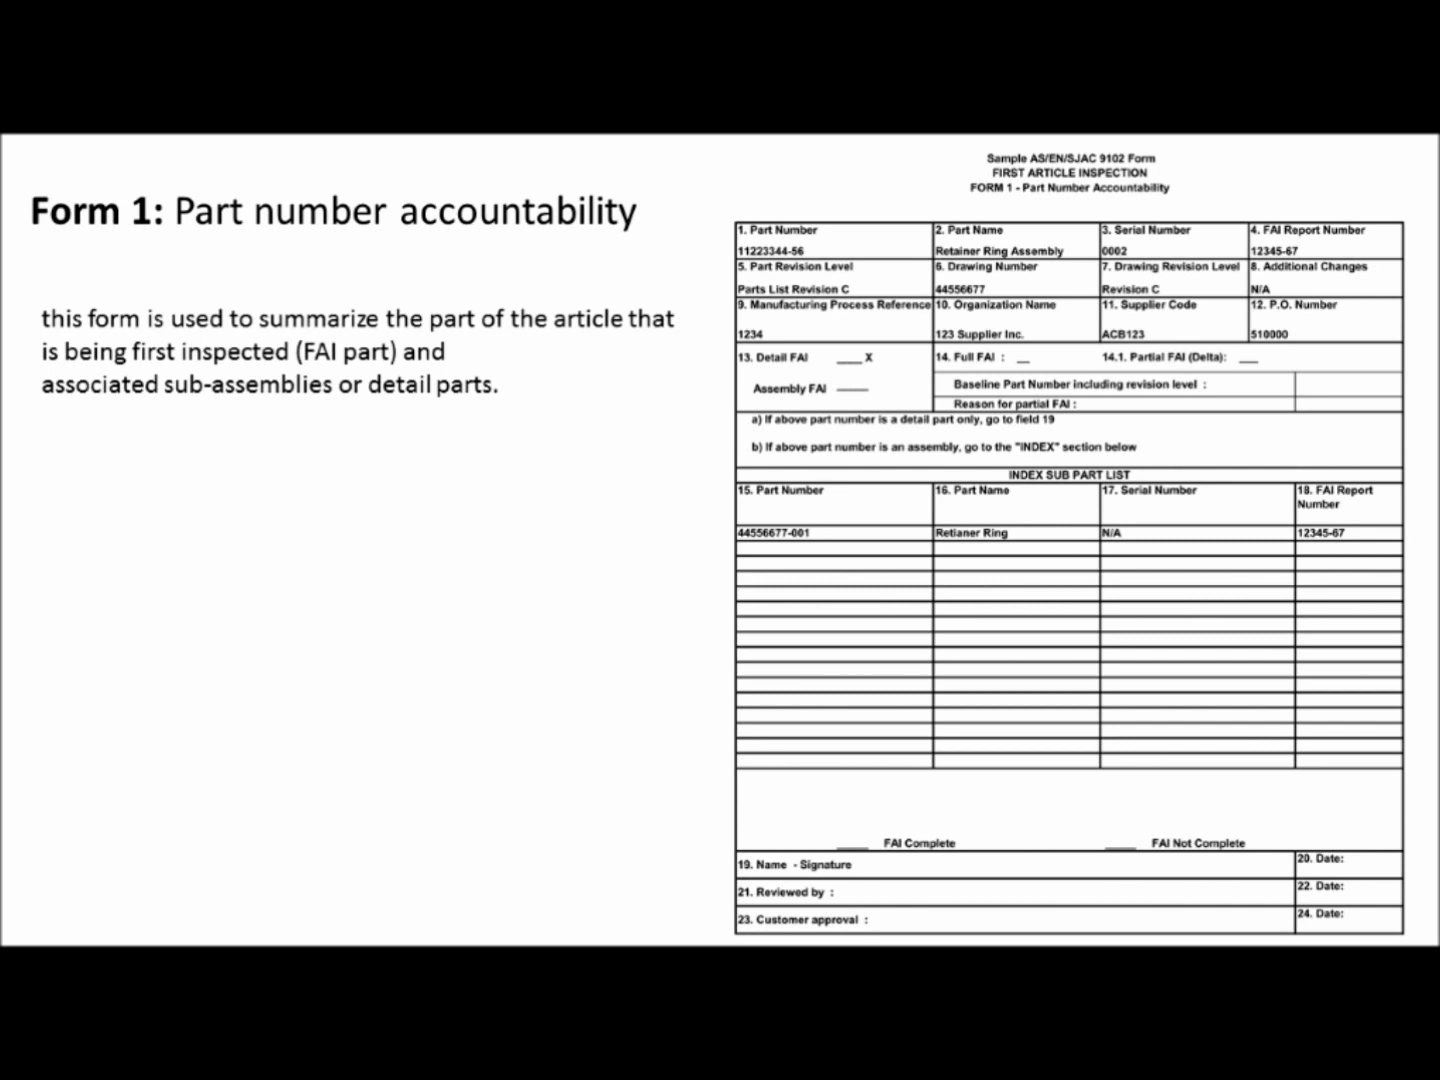 Form 1: Part number accountability
this form is used to summarize the part of the article that
is being first inspected (FAI part) and
associated sub-assemblies or detail parts.
Sample AS/EN/SJAC 9102 Form
FIRST ARTICLE INSPECTION
FORM 1 - Part Number Accountability
1. Part Number 2. Part Name 3. Serial Number 4. FAI Report Number
11223344-56 Retainer Ring Assembly 0002 12345-67
5. Part Revision Level 6. Drawing Number 7. Drawing Revision Level 8. Additional Changes
Parts List Revision C 44556677 Revision C N/A
9. Manufacturing Process Reference 10. Organization Name 11. Supplier Code 12. P.O. Number
1234 123 Supplier Inc. ACB123 510000
13. Detail FAI ____ X 14. Full FAI : __ 14.1. Partial FAI (Delta): ___
Assembly FAI ____ Baseline Part Number including revision level :
Reason for partial FAI :
a) If above part number is a detail part only, go to field 19
b) If above part number is an assembly, go to the "INDEX" section below
INDEX SUB PART LIST
15. Part Number 16. Part Name 17. Serial Number 18. FAI Report
Number
44556677-001 Retianer Ring N/A 12345-67
_____ FAI Complete _____ FAI Not Complete
19. Name - Signature 20. Date:
21. Reviewed by : 22. Date:
23. Customer approval : 24. Date: